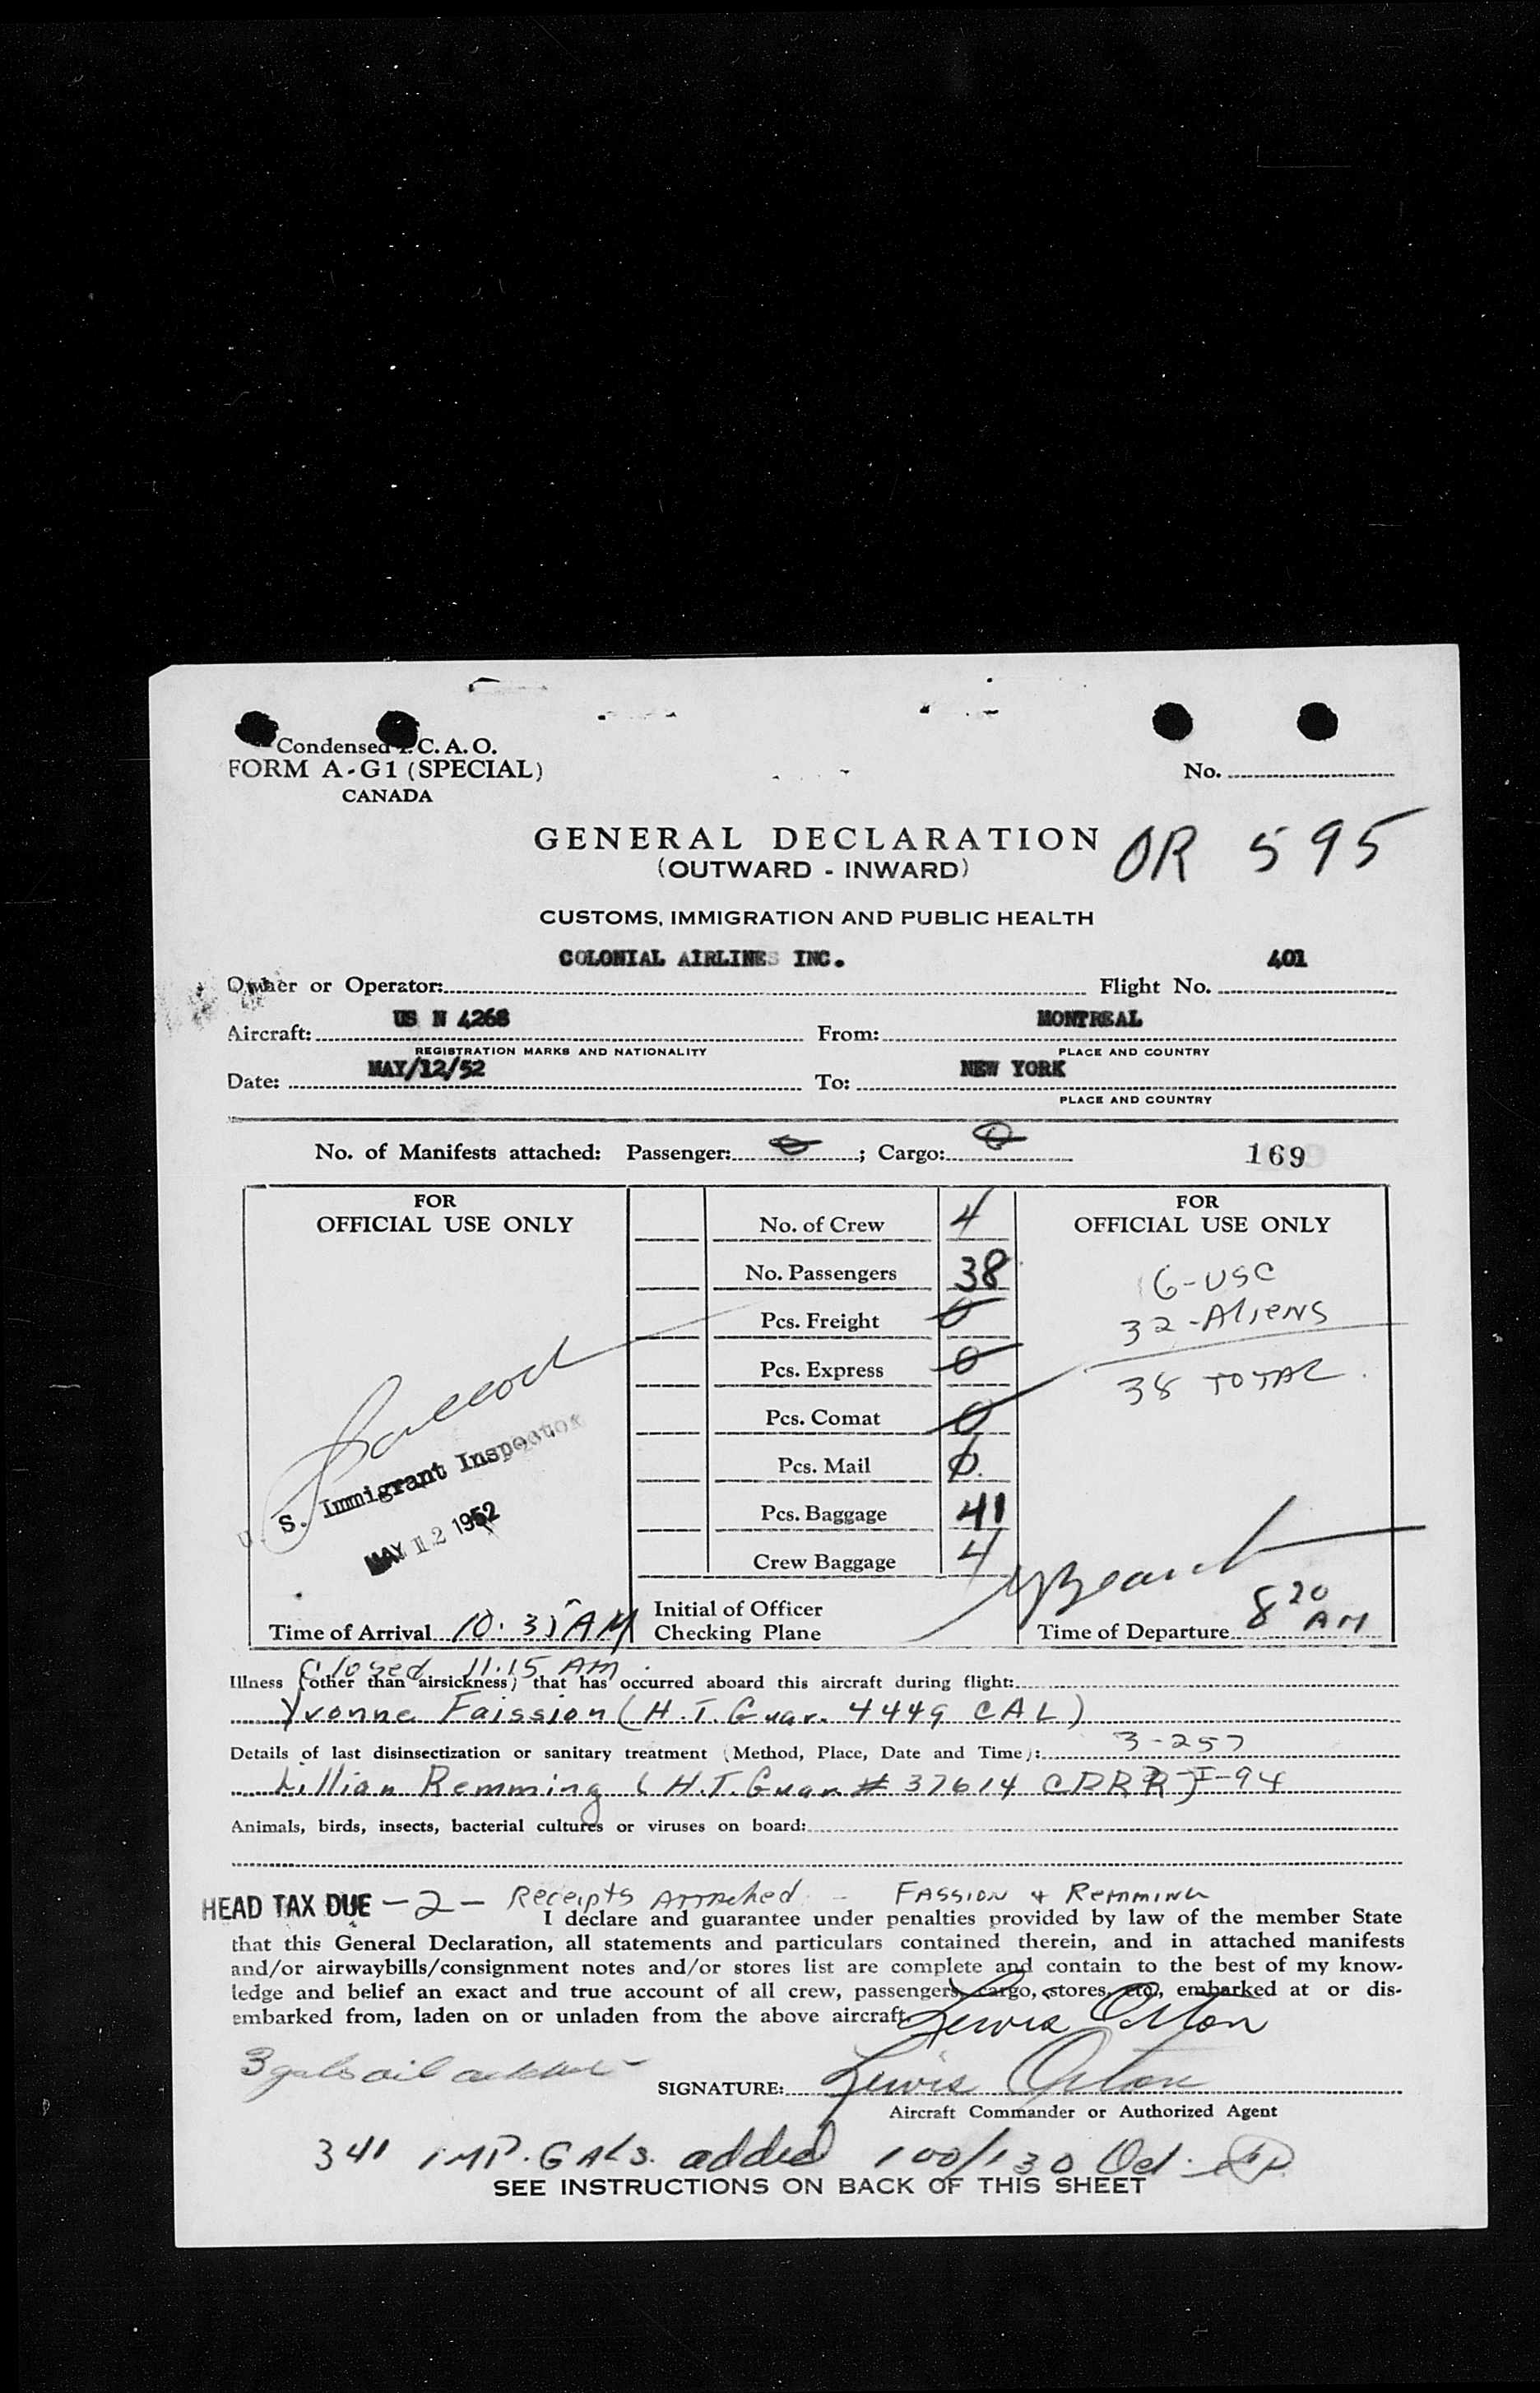 Condensed I. C. A. O.
FORM A-G1 (SPECIAL)
CANADA
No.
GENERAL DECLARATION
OR 595
(OUTWARD - INWARD)
CUSTOMS, IMMIGRATION AND PUBLIC HEALTH
COLONIAL AIRLINES INC.
401
Owner or Operator:
Flight No.
US N 4268
MONTREAL
Aircraft:
From:
REGISTRATION MARKS AND NATIONALITY
PLACE AND COUNTRY
MAY/12/52
NEW YORK
Date:
To:
PLACE AND COUNTRY
No. of Manifests attached: Passenger: 0 ; Cargo: 0
169
FOR
OFFICIAL USE ONLY
U. S. Immigrant Inspector
MAY 12 1952
Time of Arrival 10:35 AM
No. of Crew 4
No. Passengers 38
Pcs. Freight 0
Pcs. Express 0
Pcs. Comat 0
Pcs. Mail 0
Pcs. Baggage 41
Crew Baggage 4
Initial of Officer
Checking Plane
FOR
OFFICIAL USE ONLY
6-USC
32-Aliens
38 TOTAL
Time of Departure 8 20 AM
Closed 11:15 AM
Illness (other than airsickness) that has occurred aboard this aircraft during flight:
Yvonne Faission (H.T. Guar. 4449 CAL)
Details of last disinsectization or sanitary treatment (Method, Place, Date and Time): 3-257
Lillian Remming (H.T. Guar # 37614 CDRR I-94
Animals, birds, insects, bacterial cultures or viruses on board:
HEAD TAX DUE -2- Receipts Attached - FASSION & REMMING
I declare and guarantee under penalties provided by law of the member State
that this General Declaration, all statements and particulars contained therein, and in attached manifests
and/or airwaybills/consignment notes and/or stores list are complete and contain to the best of my know-
ledge and belief an exact and true account of all crew, passengers, cargo, stores, etc., embarked at or dis-
embarked from, laden on or unladen from the above aircraft.
Lewis Orton
3 gals oil added
SIGNATURE: Lewis Orton
Aircraft Commander or Authorized Agent
341 IMP. GALS. added 100/130 Oct.
SEE INSTRUCTIONS ON BACK OF THIS SHEET